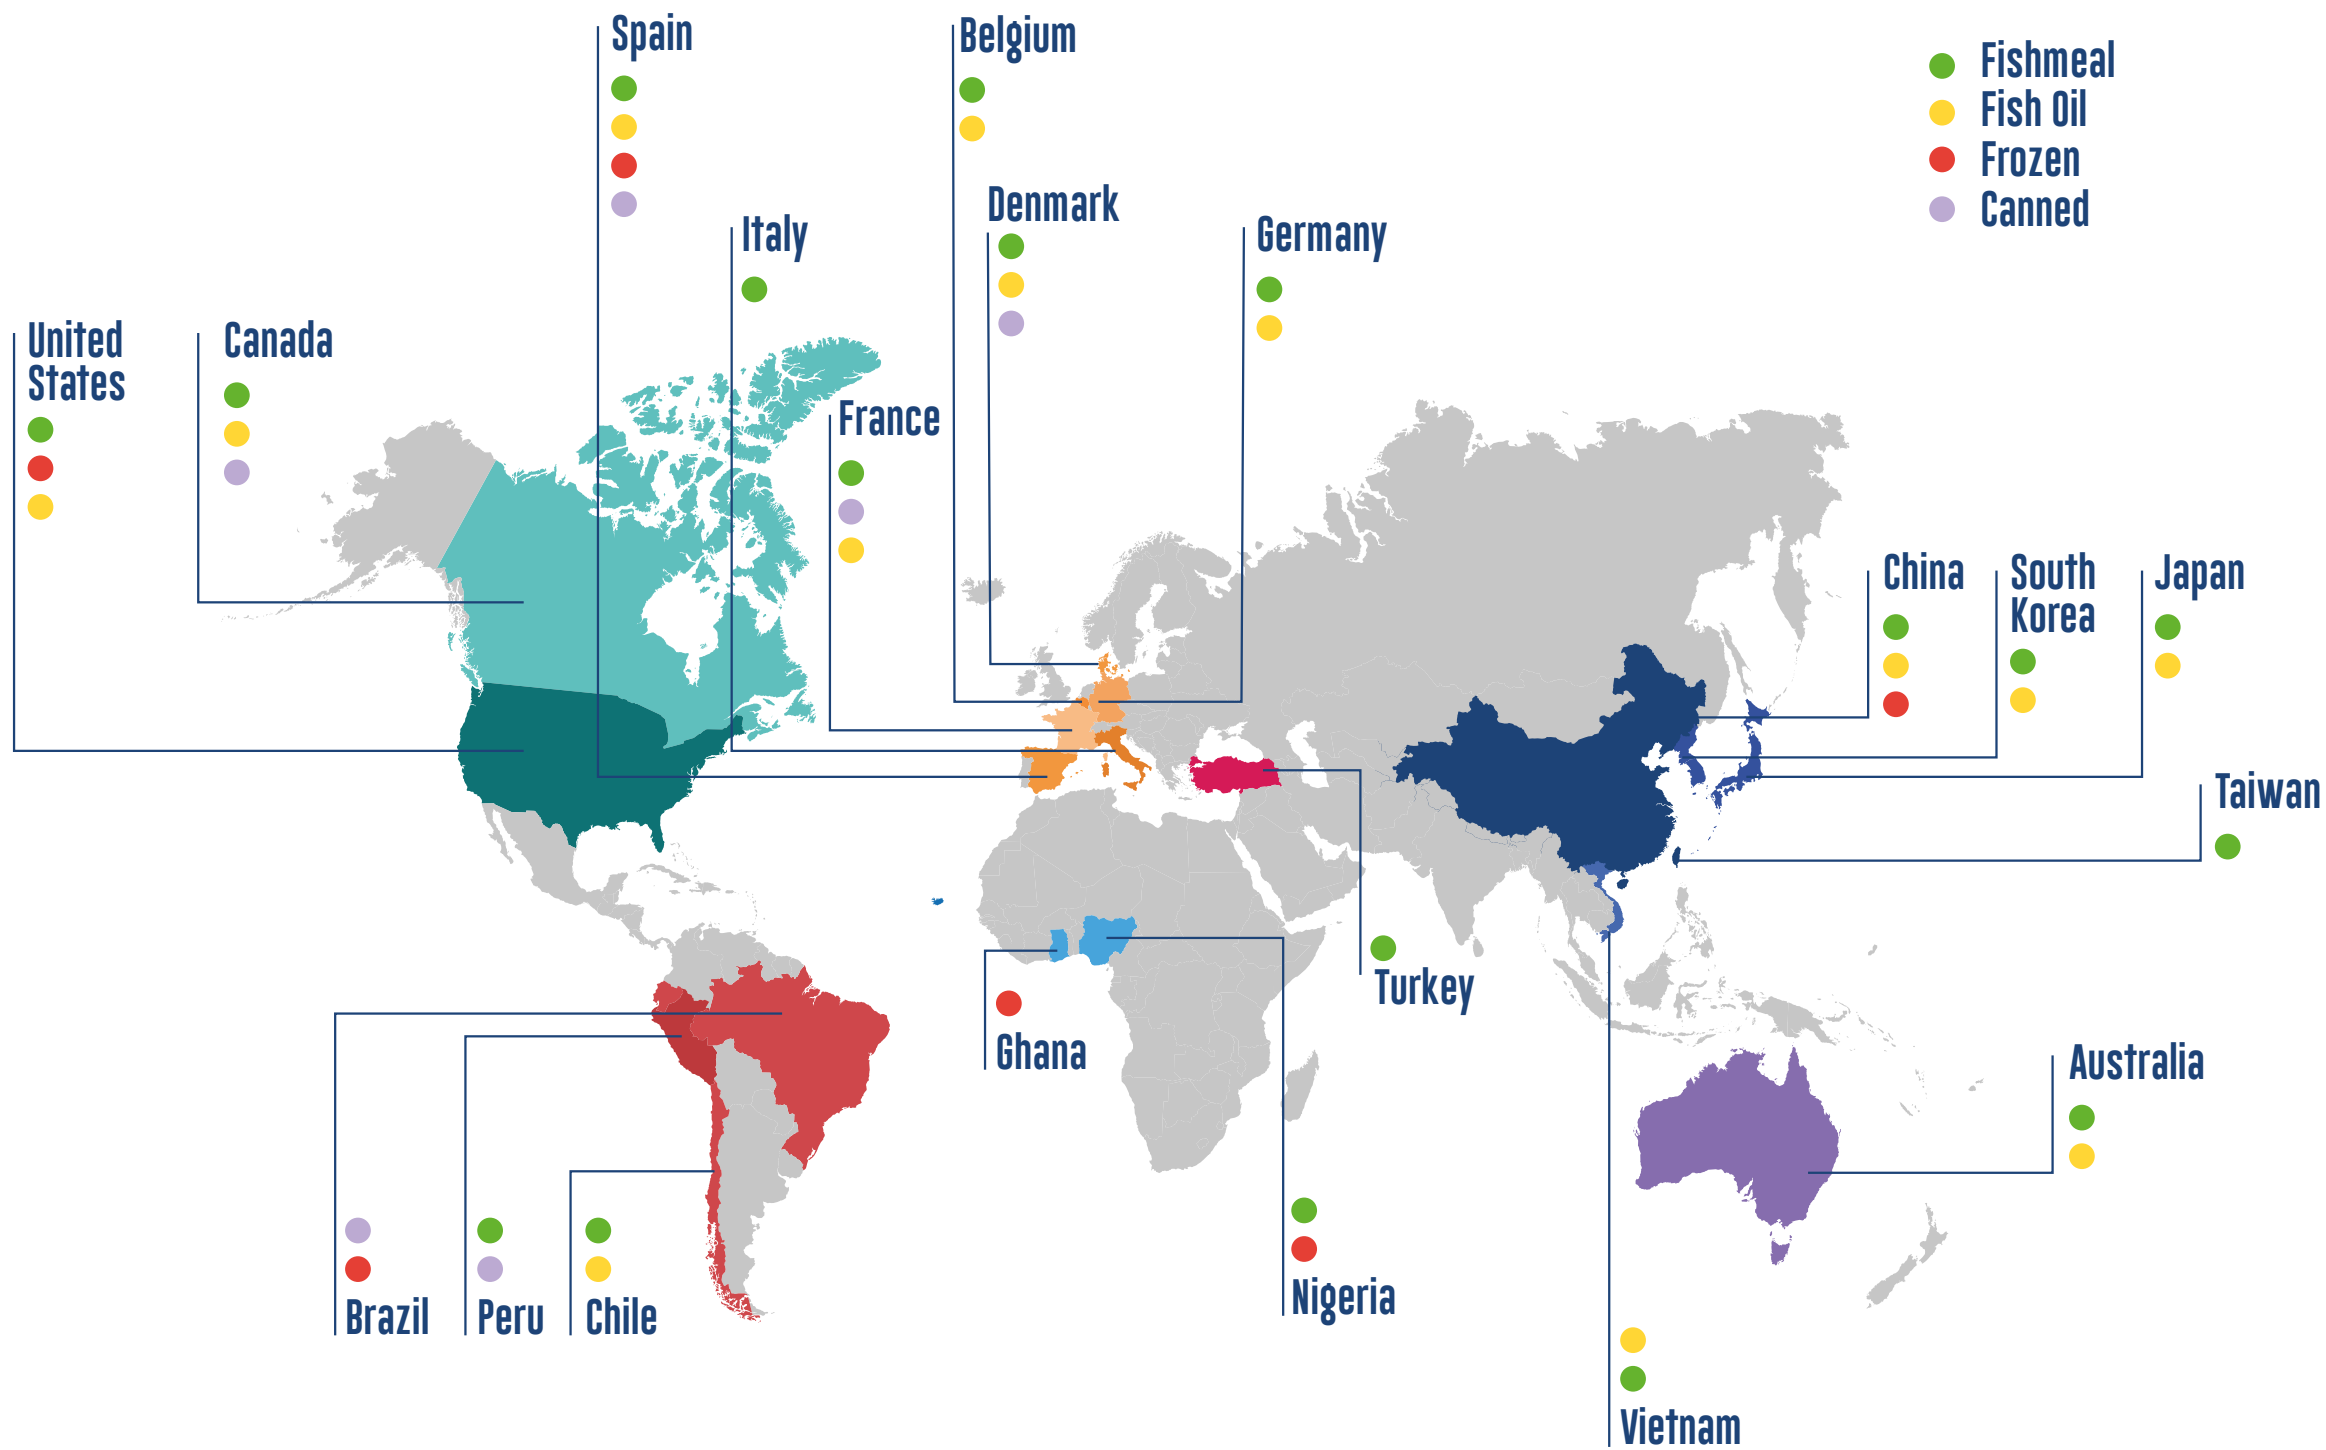 Spain
Belgium
Fishmeal
Fish Oil
Frozen
Canned
Denmark
Italy
Germany
United
States
Canada
France
China
South
Korea
Japan
Taiwan
Turkey
Ghana
Australia
Nigeria
Brazil
Peru
Chile
Vietnam